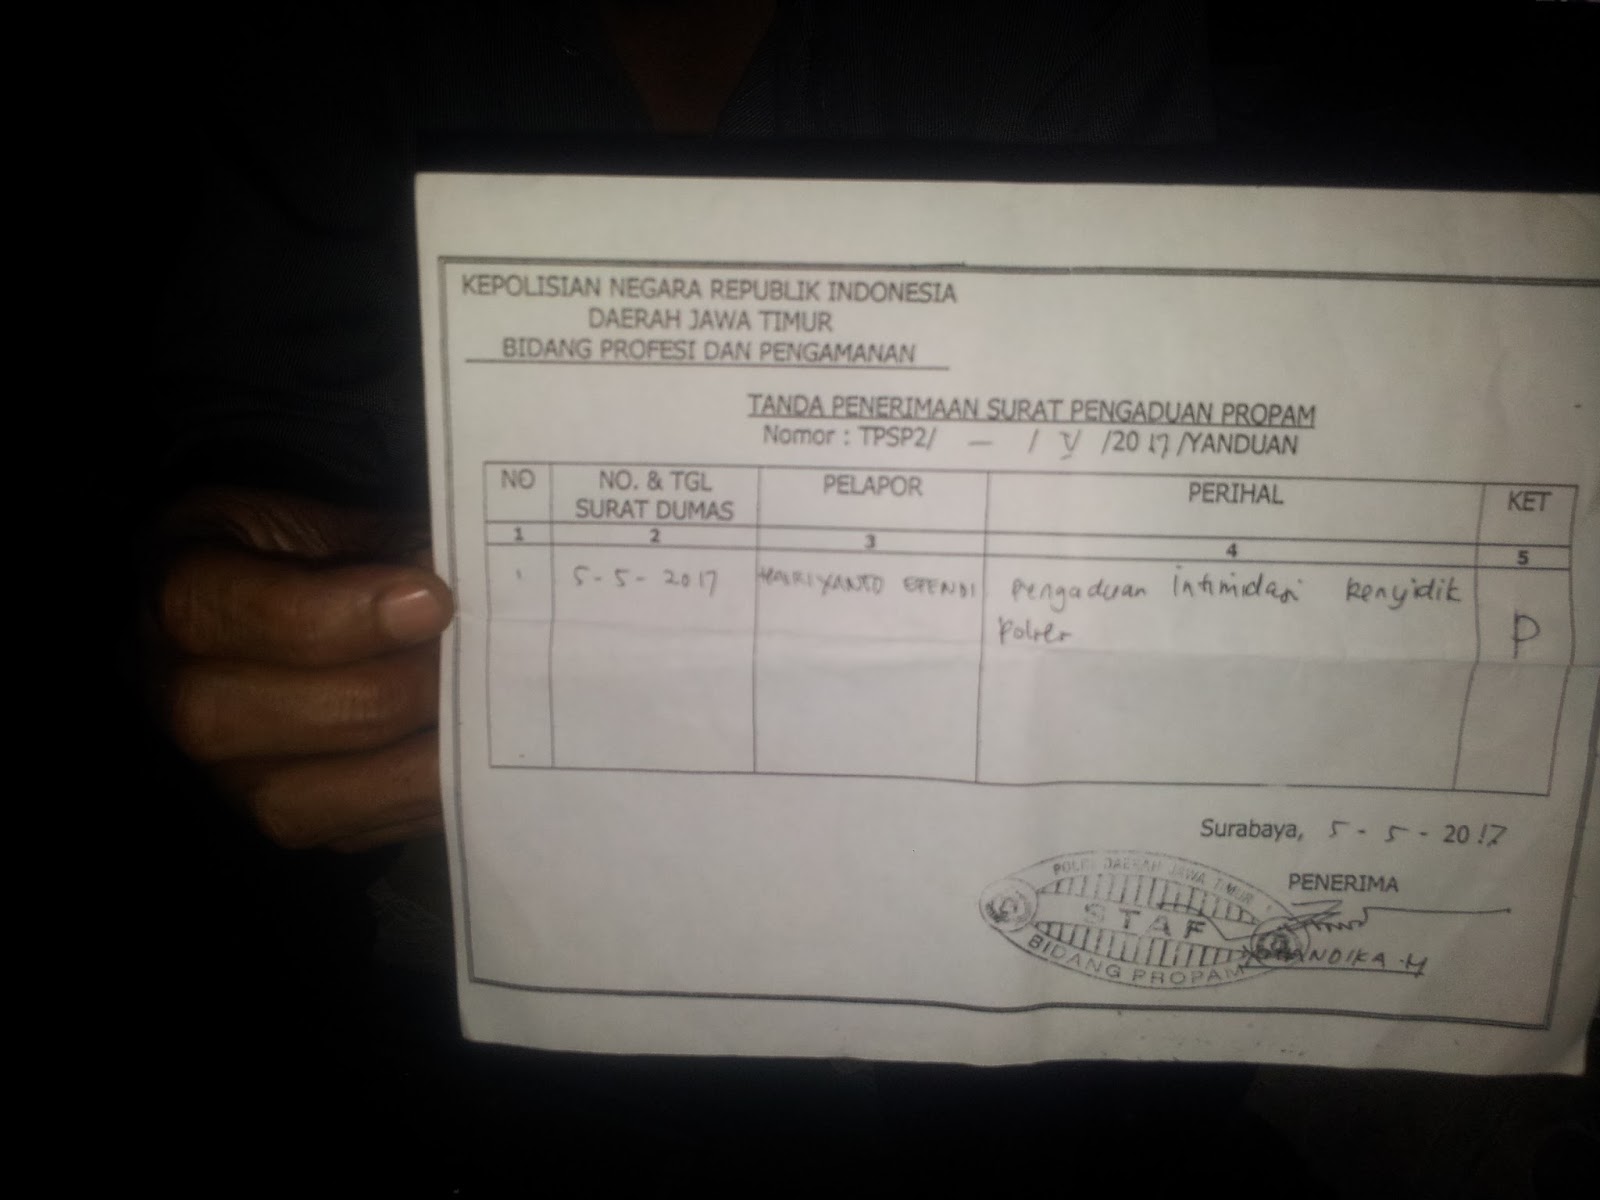 KEPOLISIAN NEGARA REPUBLIK INDONESIA
DAERAH JAWA TIMUR
BIDANG PROFESI DAN PENGAMANAN
TANDA PENERIMAAN SURAT PENGADUAN PROPAM
Nomor : TPSP2/ - / V /2017/YANDUAN
NO NO. & TGL SURAT DUMAS PELAPOR PERIHAL KET
1 2 3 4 5
1 5-5-2017 HAIRIYANTO EFENDI Pengaduan Intimidasi Penyidik P
Polres
Surabaya, 5-5-2017
PENERIMA
POLRI DAERAH JAWA TIMUR
STAF
BIDANG PROPAM
ANDIKA.M